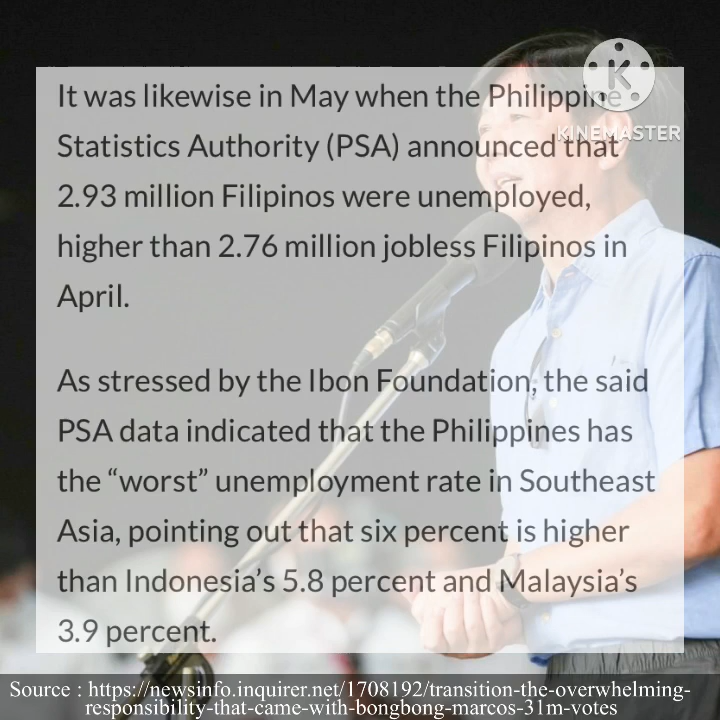 It was likewise in May when the Philippine
Statistics Authority (PSA) announced that
2.93 million Filipinos were unemployed,
higher than 2.76 million jobless Filipinos in
April.
As stressed by the Ibon Foundation, the said
PSA data indicated that the Philippines has
the “worst” unemployment rate in Southeast
Asia, pointing out that six percent is higher
than Indonesia’s 5.8 percent and Malaysia’s
3.9 percent.
K
KINEMASTER
Source : https://newsinfo.inquirer.net/1708192/transition-the-overwhelming-
responsibility-that-came-with-bongbong-marcos-31m-votes